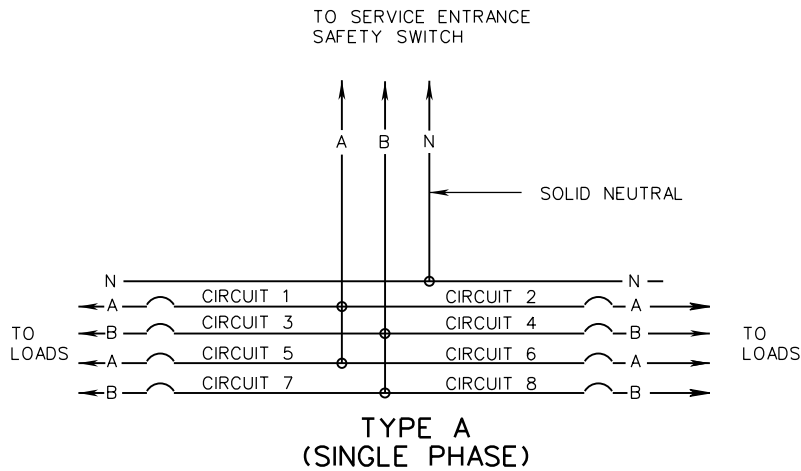 TO SERVICE ENTRANCE
SAFETY SWITCH
A B N
SOLID NEUTRAL
N N
A CIRCUIT 1 CIRCUIT 2 A
B CIRCUIT 3 CIRCUIT 4 B
TO
LOADS
TO
LOADS
A CIRCUIT 5 CIRCUIT 6 A
B CIRCUIT 7 CIRCUIT 8 B
TYPE A
(SINGLE PHASE)